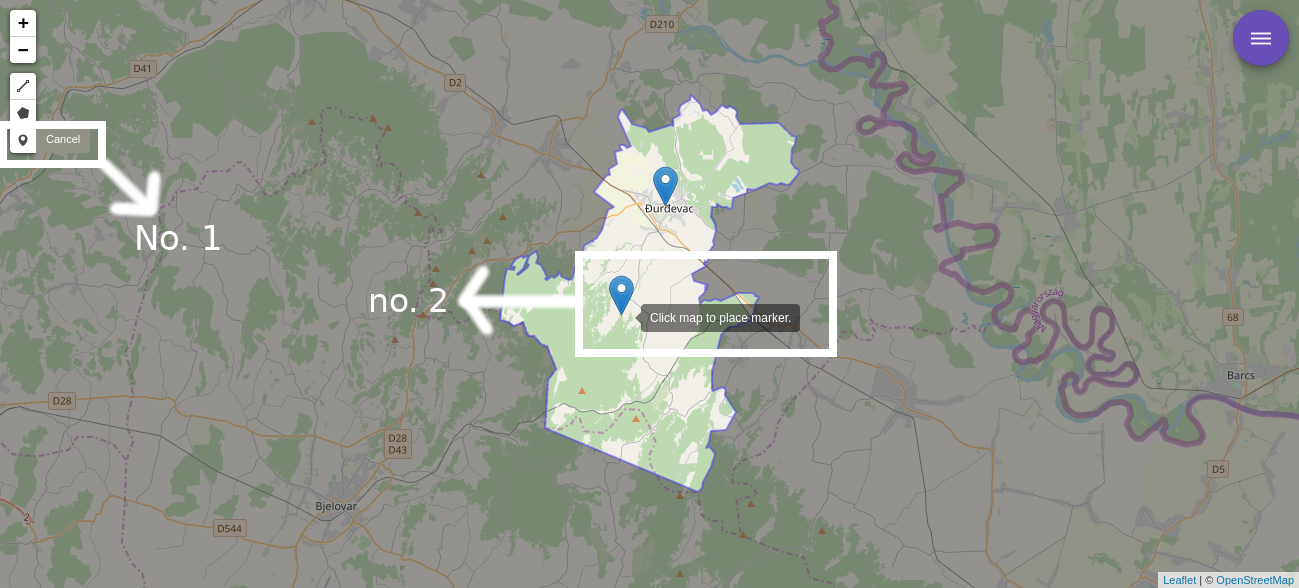 +
D210
−
D41
D2
Cancel
Đurđevac
No. 1
no. 2
Magyarország
Click map to place marker.
68
Barcs
D28
D28
D43
D5
Bjelovar
2
D544
Leaflet | © OpenStreetMap